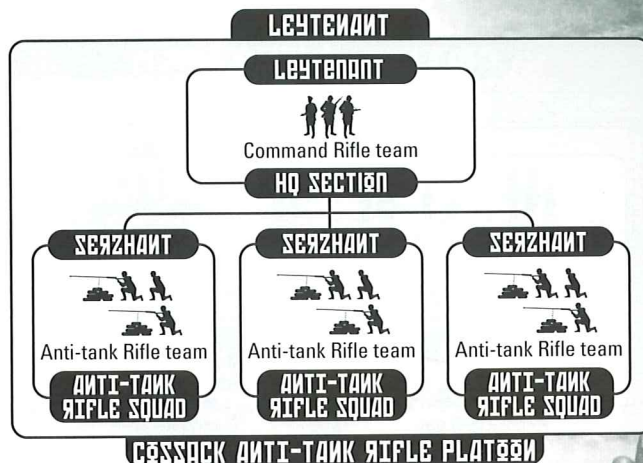 LEYTENANT
LEYTENANT
Command Rifle team
HQ SECTION
SERZHANT
SERZHANT
SERZHANT
Anti-tank Rifle team
Anti-tank Rifle team
Anti-tank Rifle team
ANTI-TANK
RIFLE SQUAD
ANTI-TANK
RIFLE SQUAD
ANTI-TANK
RIFLE SQUAD
COSSACK ANTI-TANK RIFLE PLATOON